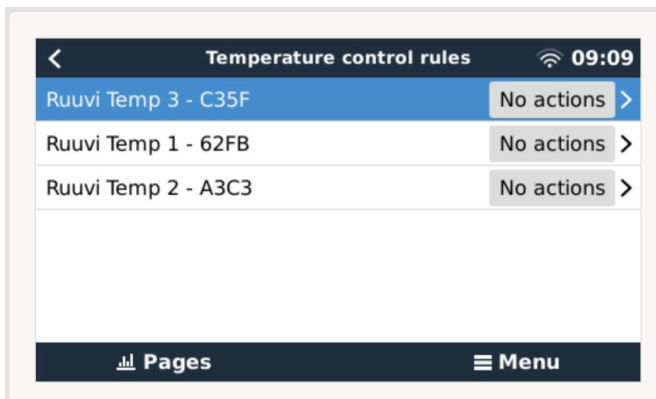 Temperature control rules 09:09
Ruuvi Temp 3 - C35F No actions
Ruuvi Temp 1 - 62FB No actions
Ruuvi Temp 2 - A3C3 No actions
Pages Menu